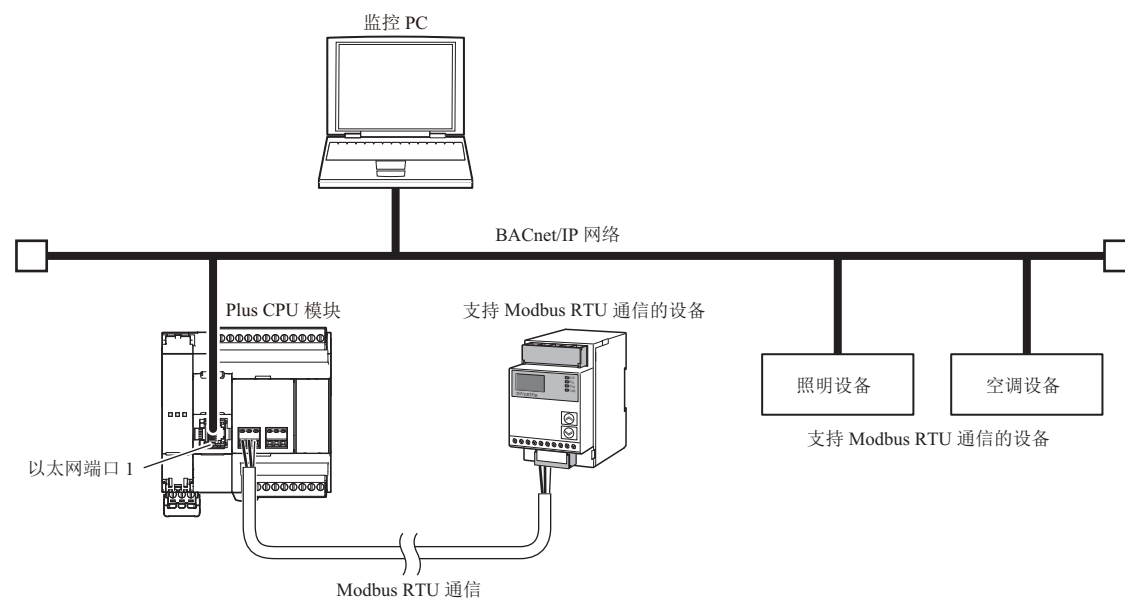 监控 PC
BACnet/IP 网络
Plus CPU 模块
支持 Modbus RTU 通信的设备
照明设备
空调设备
支持 Modbus RTU 通信的设备
以太网端口 1
Modbus RTU 通信